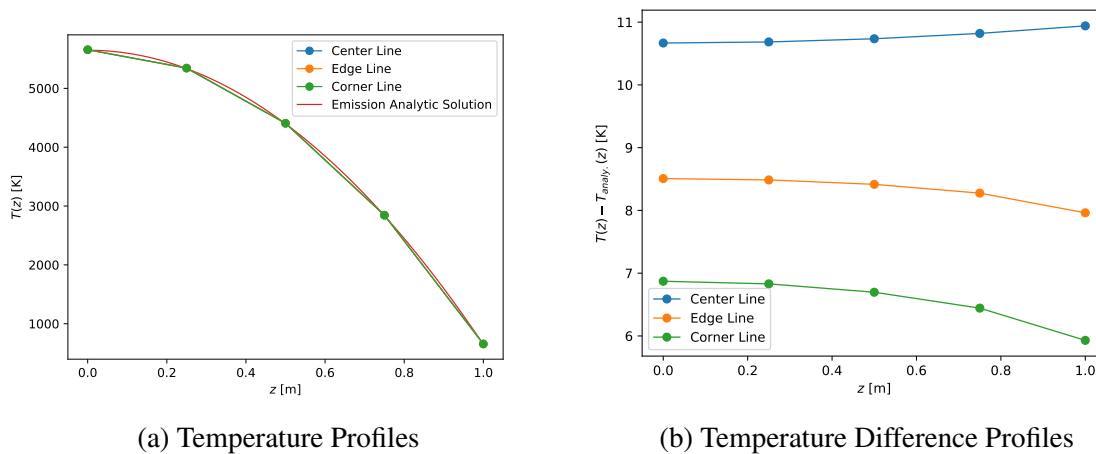 5000
4000
3000
2000
1000
T(z) [K]
0.0 0.2 0.4 0.6 0.8 1.0
z [m]
Center Line
Edge Line
Corner Line
Emission Analytic Solution
(a) Temperature Profiles
11
10
9
8
7
6
T(z) − T_{analy.}(z) [K]
0.0 0.2 0.4 0.6 0.8 1.0
z [m]
Center Line
Edge Line
Corner Line
(b) Temperature Difference Profiles